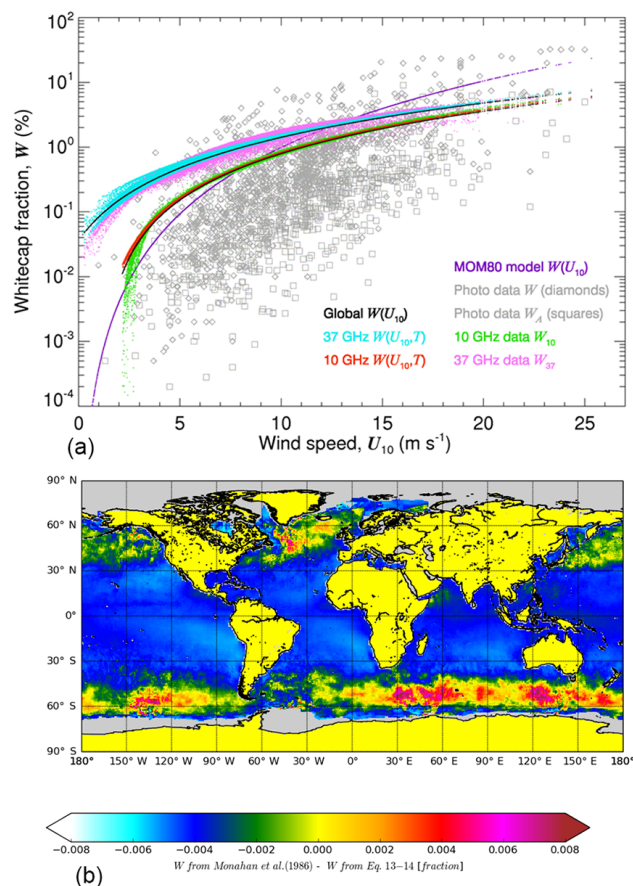 10²
10¹
10⁰
10⁻¹
10⁻²
10⁻³
10⁻⁴
Whitecap fraction, W (%)
MOM80 model W(U₁₀)
Photo data W (diamonds)
Global W(U₁₀) Photo data W_A (squares)
37 GHz W(U₁₀,T) 10 GHz data W₁₀
10 GHz W(U₁₀,T) 37 GHz data W₃₇
0 5 10 15 20 25
(a) Wind speed, U₁₀ (m s⁻¹)
90° N
60° N
30° N
0°
30° S
60° S
90° S
180° 150° W 120° W 90° W 60° W 30° W 0° 30° E 60° E 90° E 120° E 150° E 180°
−0.008 −0.006 −0.004 −0.002 0.000 0.002 0.004 0.006 0.008
W from Monahan et al.(1986) - W from Eq. 13−14 [fraction]
(b)